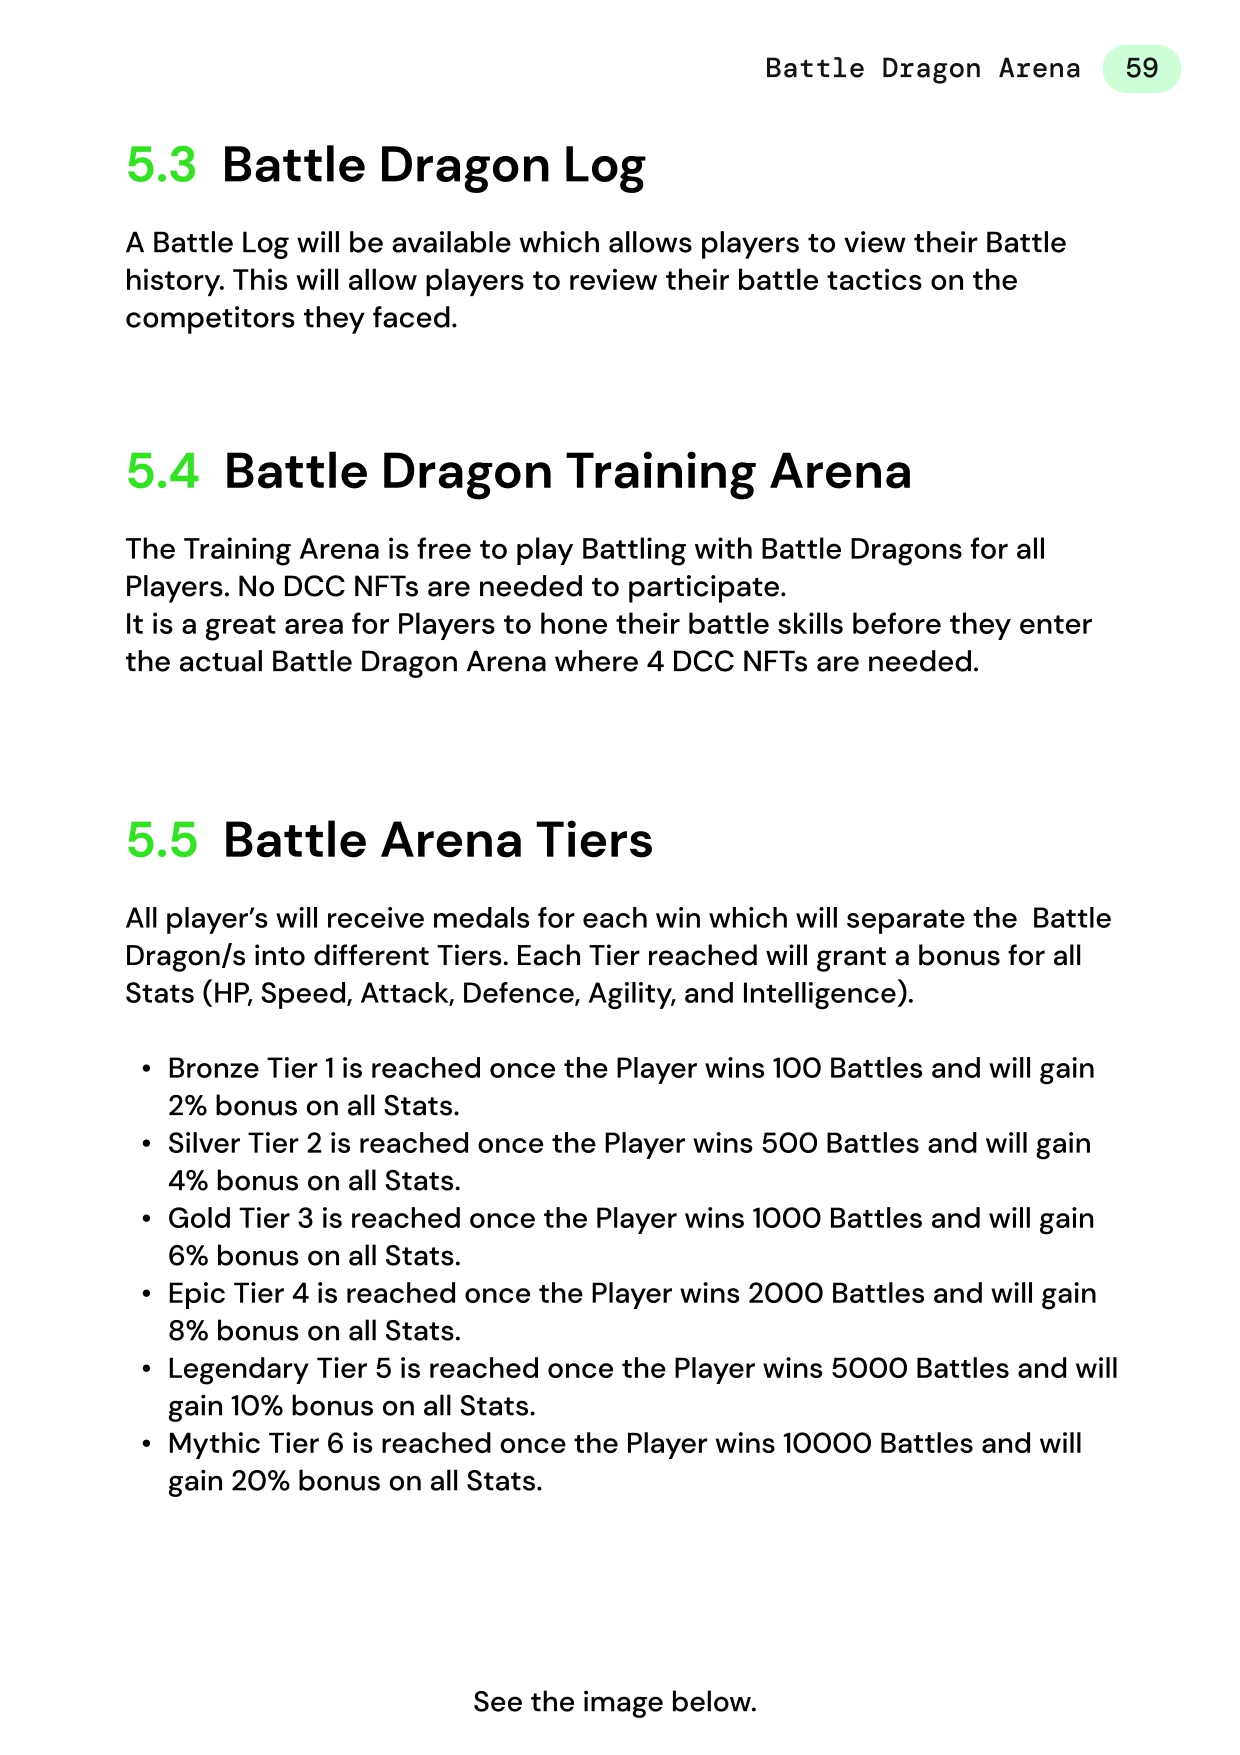 Battle Dragon Arena 59
5.3 Battle Dragon Log
A Battle Log will be available which allows players to view their Battle
history. This will allow players to review their battle tactics on the
competitors they faced.
5.4 Battle Dragon Training Arena
The Training Arena is free to play Battling with Battle Dragons for all
Players. No DCC NFTs are needed to participate.
It is a great area for Players to hone their battle skills before they enter
the actual Battle Dragon Arena where 4 DCC NFTs are needed.
5.5 Battle Arena Tiers
All player’s will receive medals for each win which will separate the  Battle
Dragon/s into different Tiers. Each Tier reached will grant a bonus for all
Stats (HP, Speed, Attack, Defence, Agility, and Intelligence).
• Bronze Tier 1 is reached once the Player wins 100 Battles and will gain
2% bonus on all Stats.
• Silver Tier 2 is reached once the Player wins 500 Battles and will gain
4% bonus on all Stats.
• Gold Tier 3 is reached once the Player wins 1000 Battles and will gain
6% bonus on all Stats.
• Epic Tier 4 is reached once the Player wins 2000 Battles and will gain
8% bonus on all Stats.
• Legendary Tier 5 is reached once the Player wins 5000 Battles and will
gain 10% bonus on all Stats.
• Mythic Tier 6 is reached once the Player wins 10000 Battles and will
gain 20% bonus on all Stats.
See the image below.